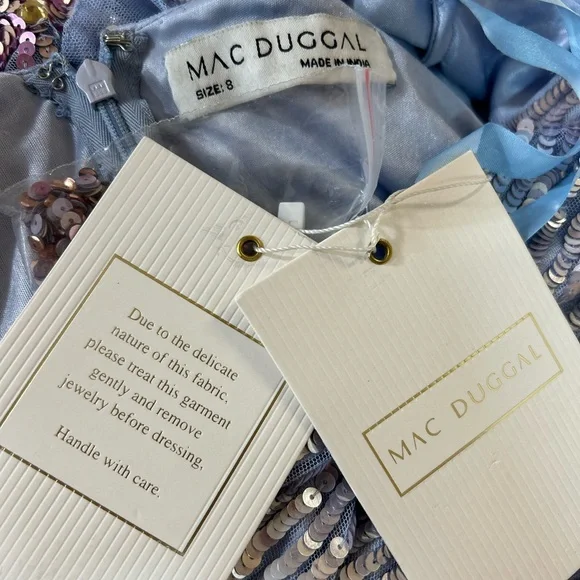 MAC DUGGAL
MADE IN INDIA
SIZE: 8
Due to the delicate
nature of this fabric,
please treat this garment
gently and remove
jewelry before dressing,
Handle with care.
MAC DUGGAL